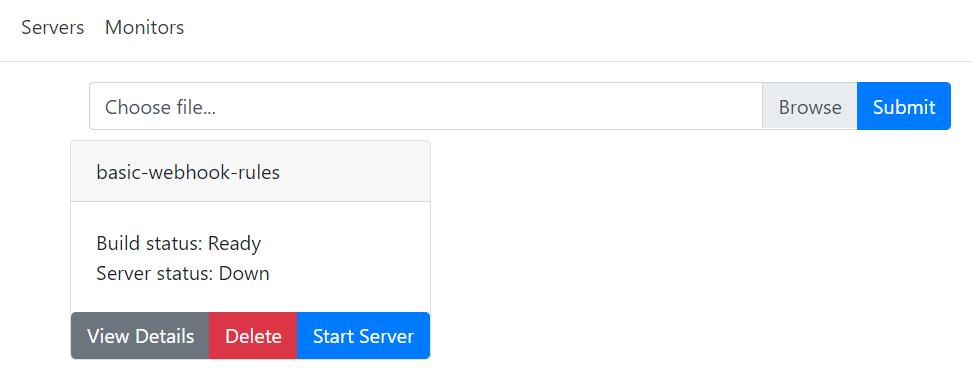 Servers Monitors
Choose file... Browse Submit
basic-webhook-rules
Build status: Ready
Server status: Down
View Details Delete Start Server